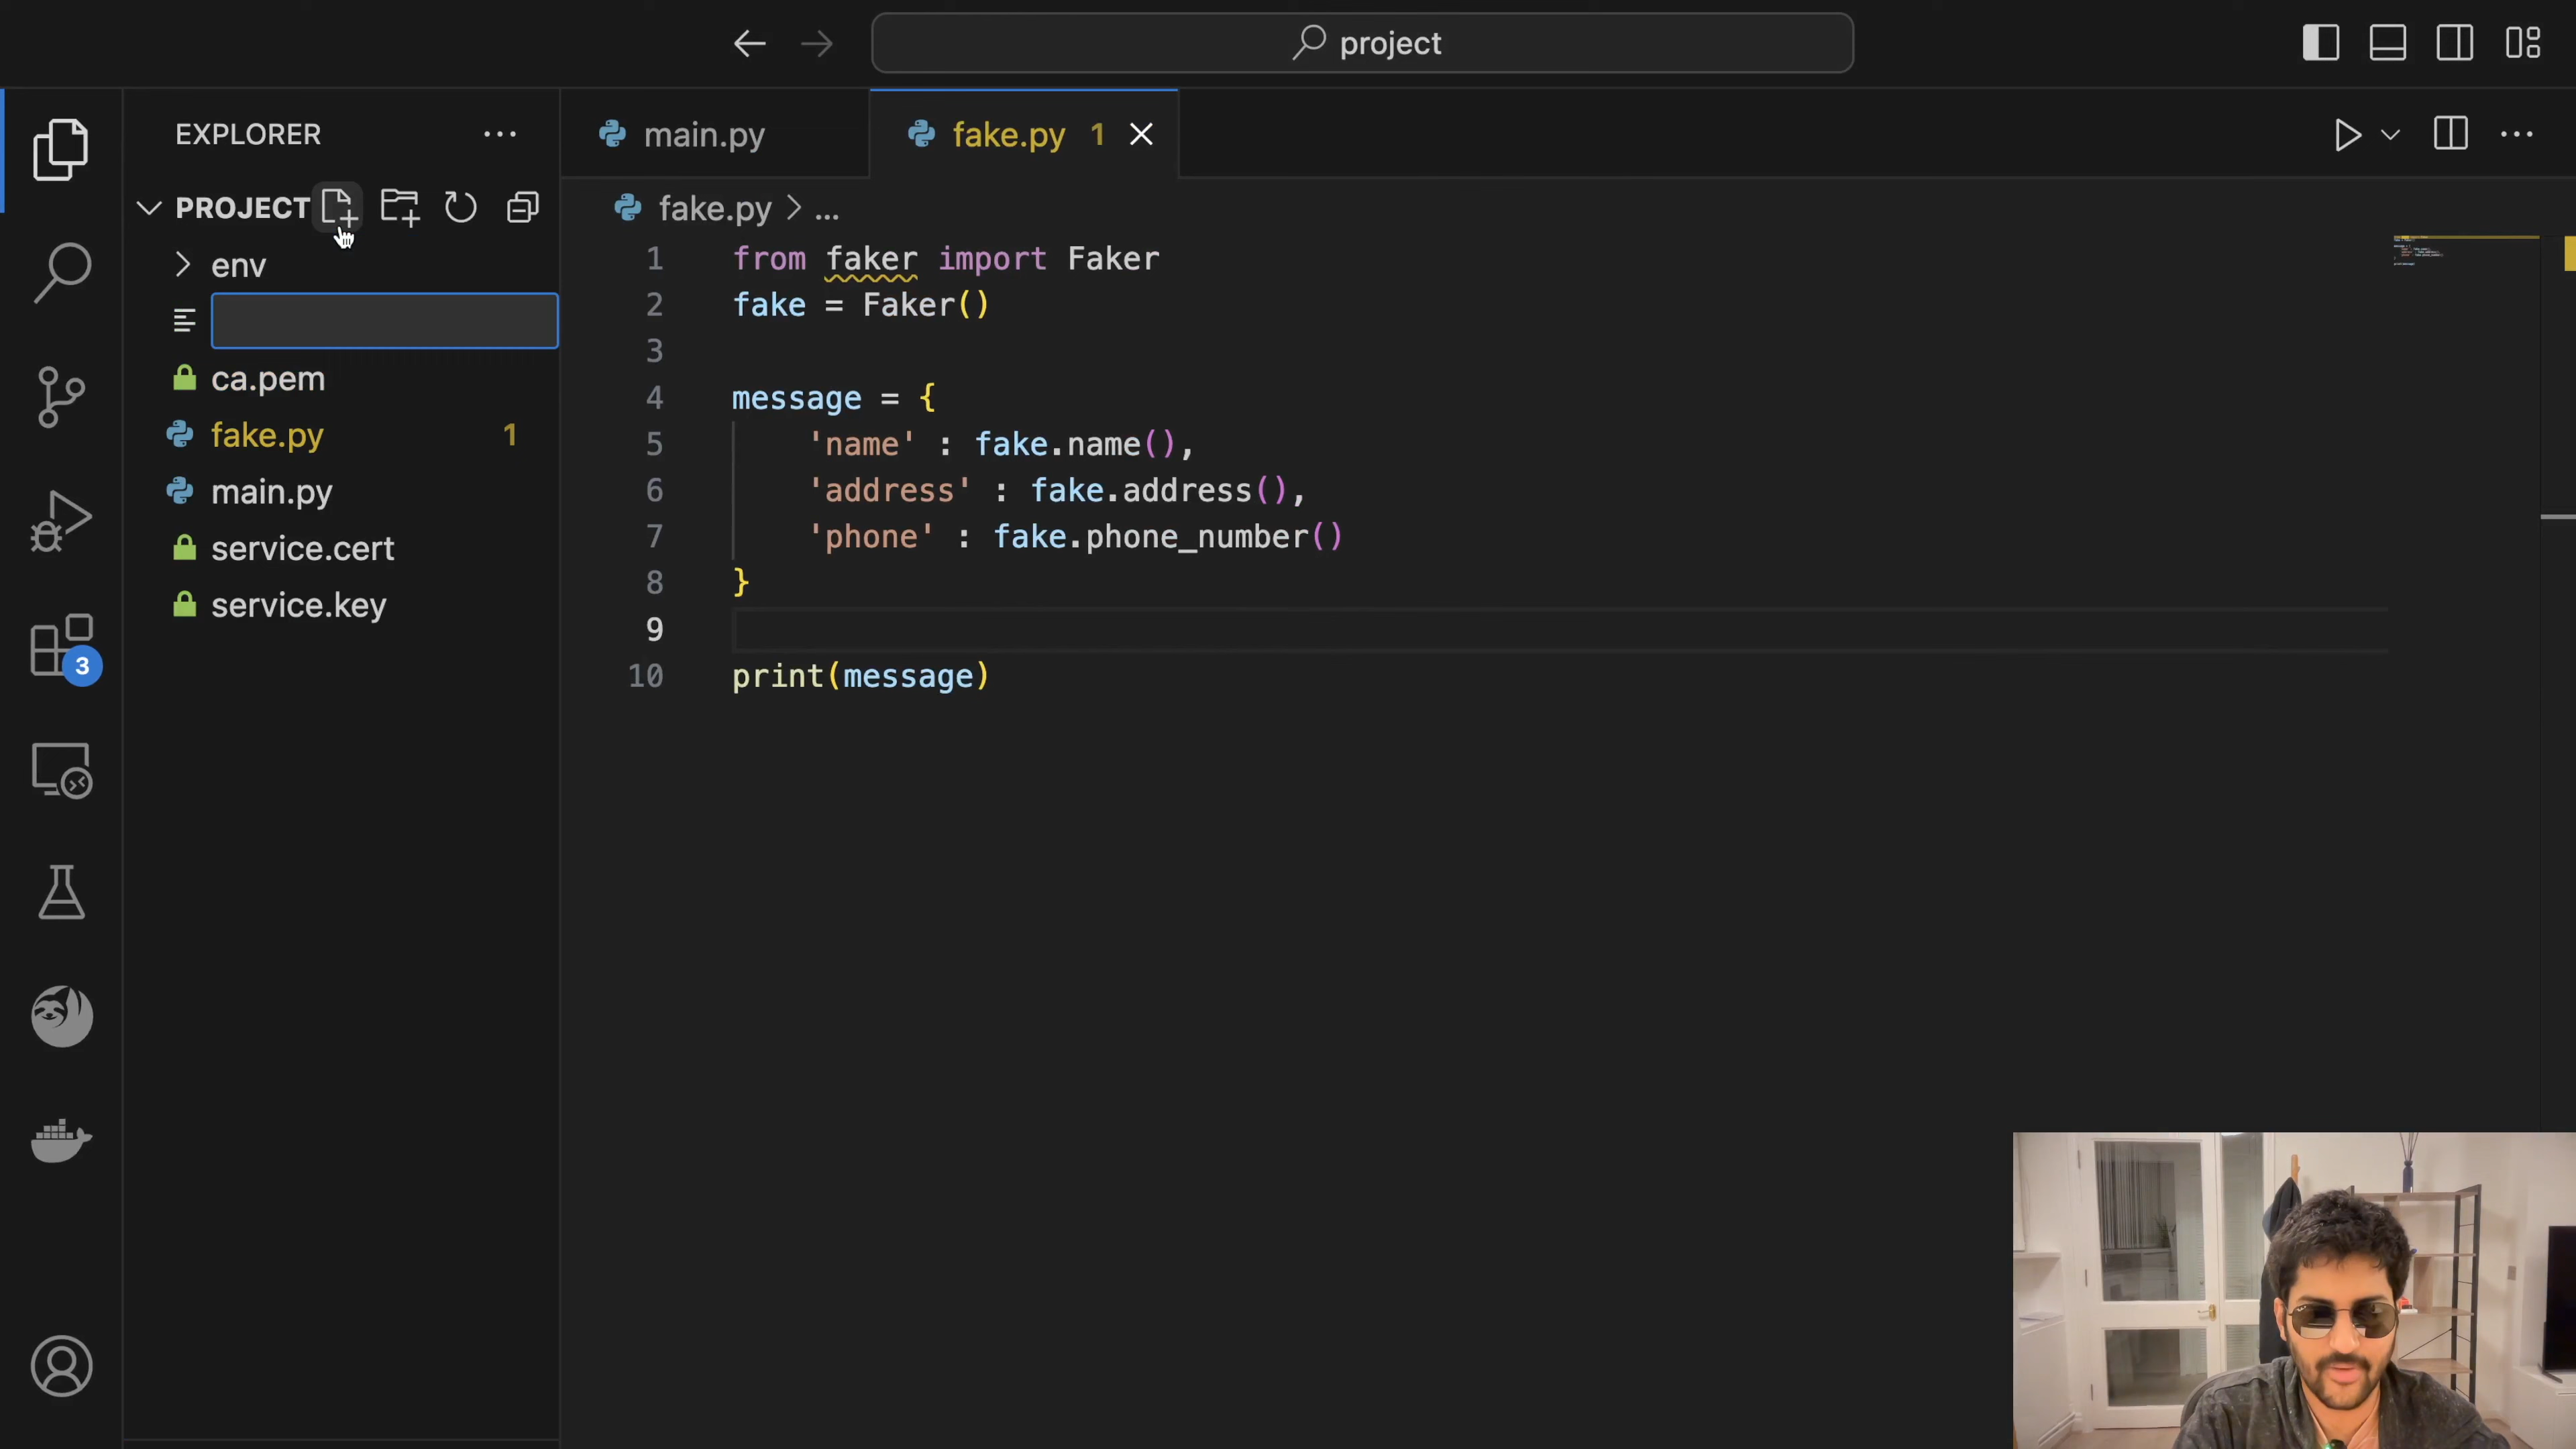 project
EXPLORER
PROJECT
env
ca.pem
fake.py 1
main.py
service.cert
service.key
3
main.py
fake.py 1
fake.py > ...
1 from faker import Faker
2 fake = Faker()
3
4 message = {
5 'name' : fake.name(),
6 'address' : fake.address(),
7 'phone' : fake.phone_number()
8 }
9
10 print(message)